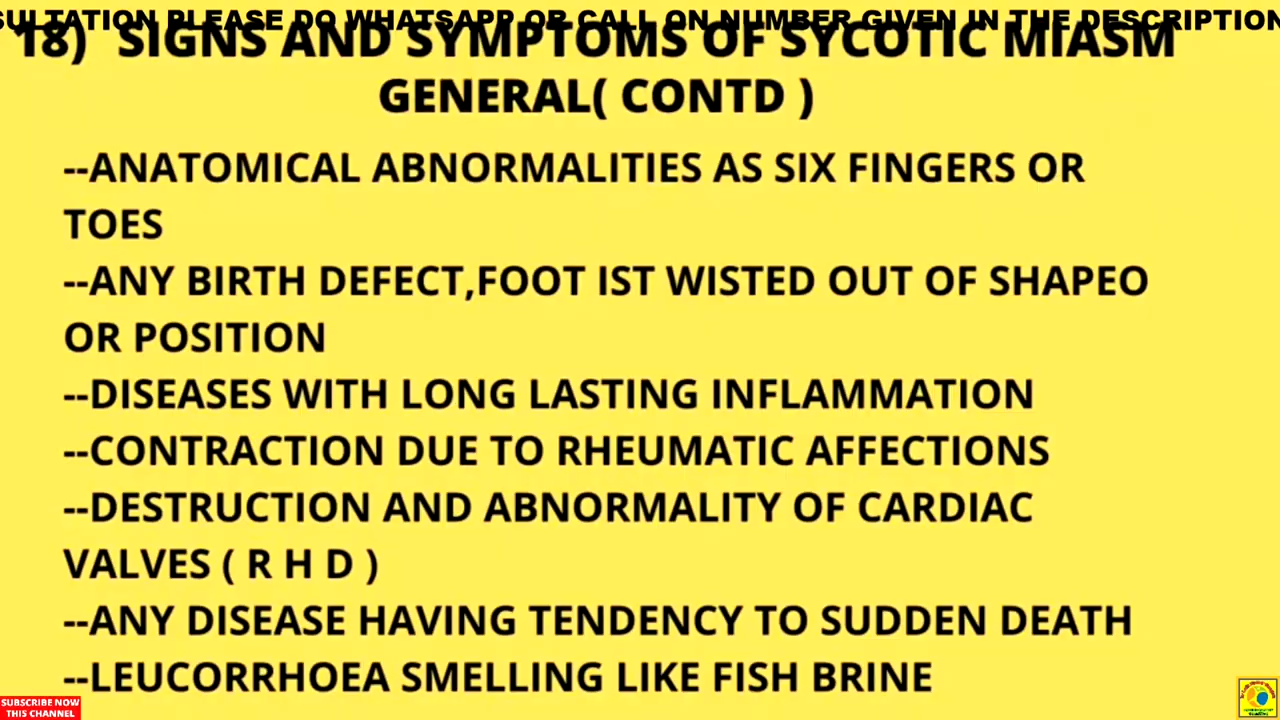 SULTATION PLEASE DO WHATSAPP OR CALL ON NUMBER GIVEN IN THE DESCRIPTION
18) SIGNS AND SYMPTOMS OF SYCOTIC MIASM
GENERAL( CONTD )
--ANATOMICAL ABNORMALITIES AS SIX FINGERS OR
TOES
--ANY BIRTH DEFECT,FOOT IST WISTED OUT OF SHAPEO
OR POSITION
--DISEASES WITH LONG LASTING INFLAMMATION
--CONTRACTION DUE TO RHEUMATIC AFFECTIONS
--DESTRUCTION AND ABNORMALITY OF CARDIAC
VALVES ( R H D )
--ANY DISEASE HAVING TENDENCY TO SUDDEN DEATH
--LEUCORRHOEA SMELLING LIKE FISH BRINE
SUBSCRIBE NOW
THIS CHANNEL